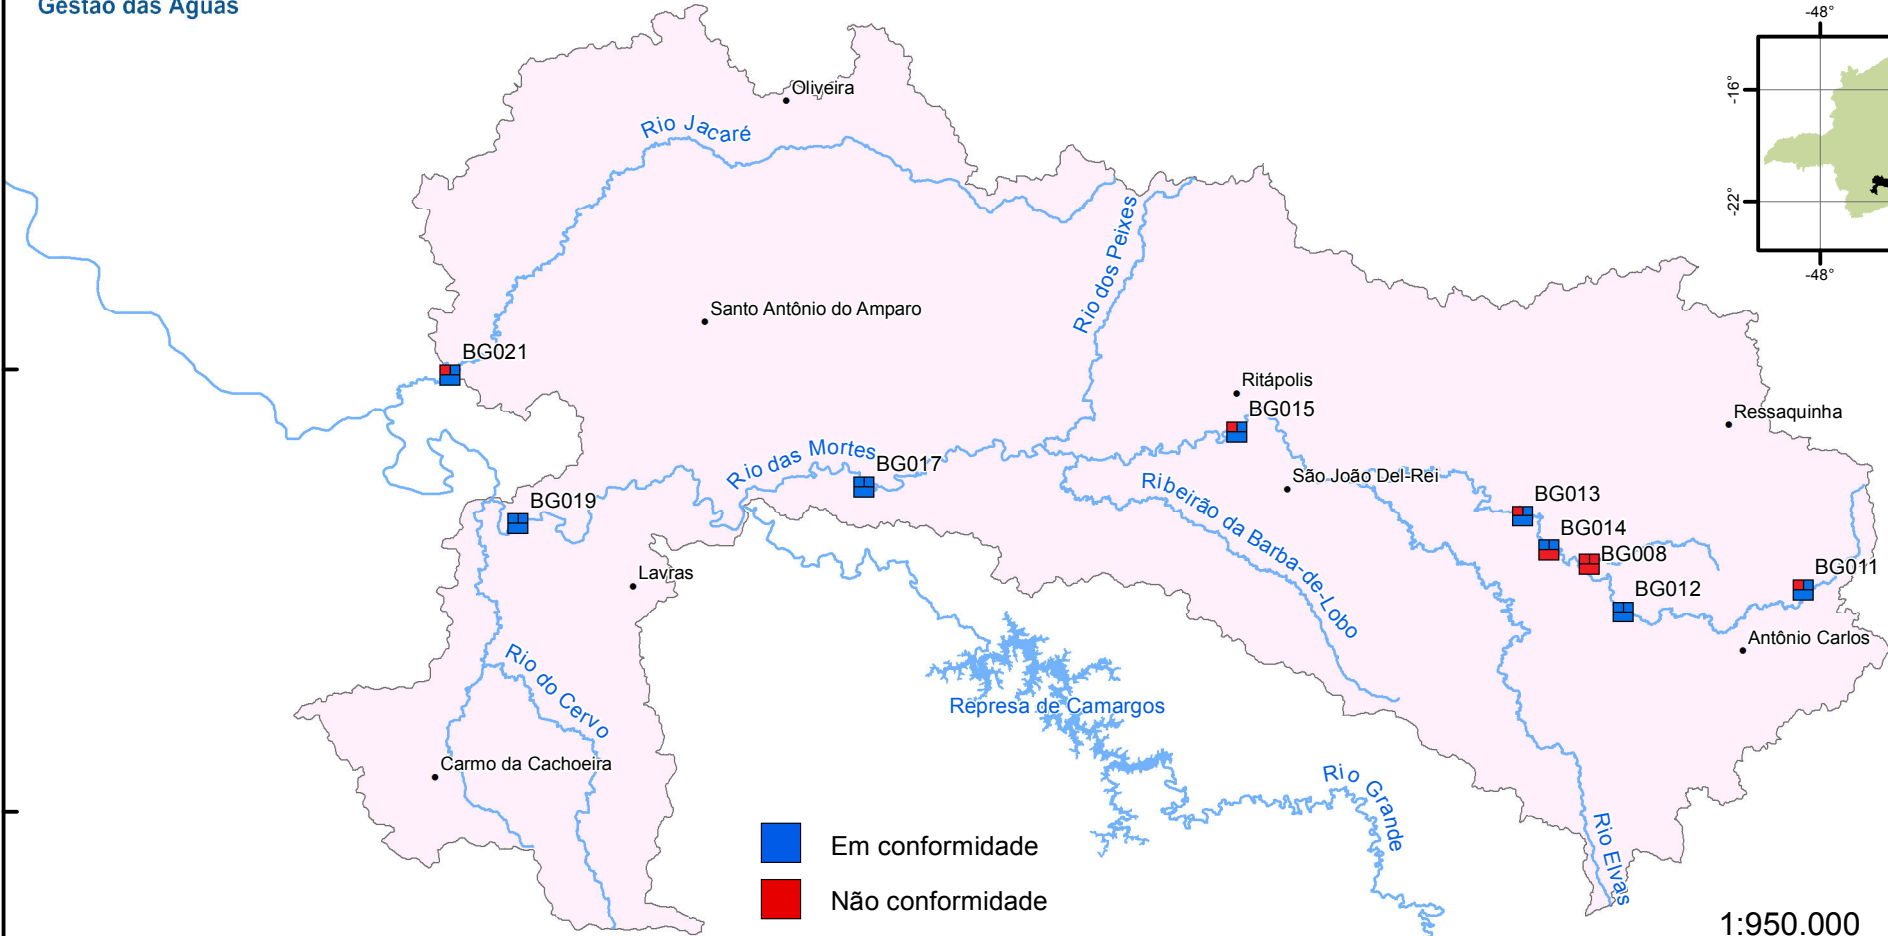 Gestão das Águas
-48°
-16°
-22°
-48°
Oliveira
Rio Jacaré
Rio dos Peixes
Santo Antônio do Amparo
BG021
Ritápolis
BG015
Ressaquinha
Rio das Mortes
BG017
São João Del-Rei
Ribeirão da Barba-de-Lobo
BG019
BG013
BG014
BG008
BG011
BG012
Lavras
Antônio Carlos
Rio do Cervo
Represa de Camargos
Carmo da Cachoeira
Rio Grande
Rio Elvas
Em conformidade
Não conformidade
1:950.000